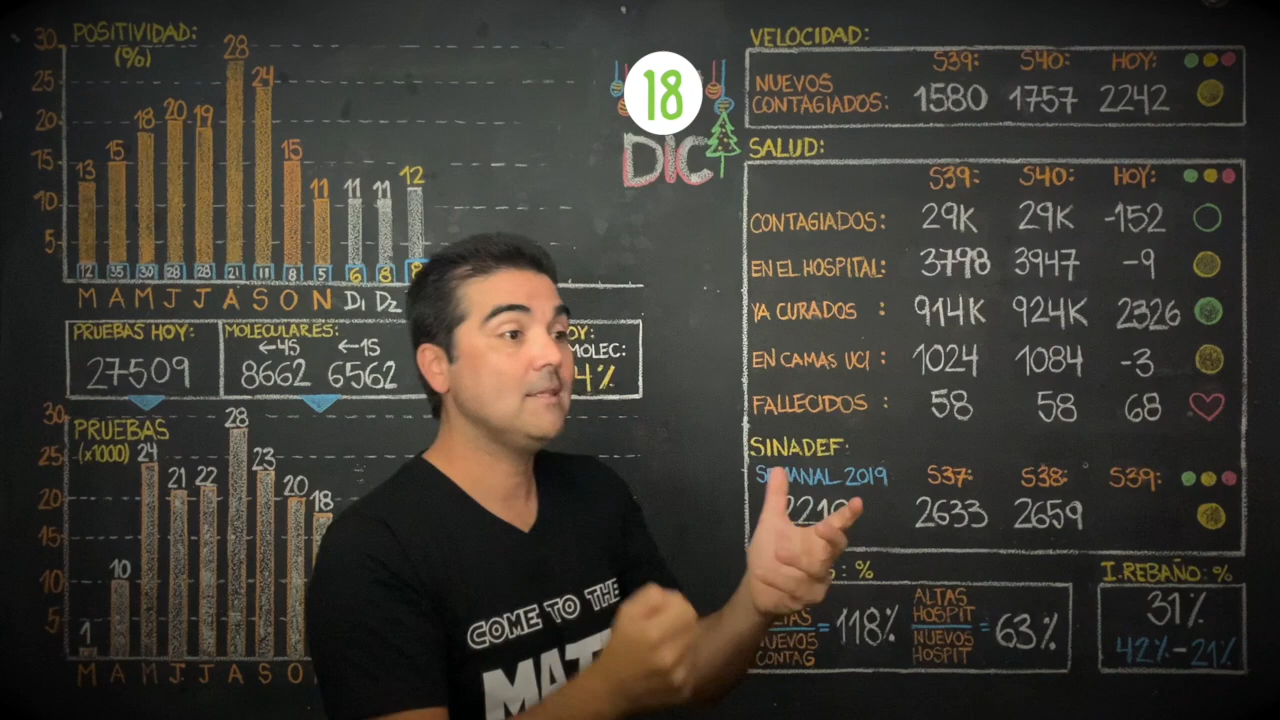 POSITIVIDAD:
(%)
30
25
20
15
10
5
13 15 18 20 19 28 24 15 11 11 11 12
12 35 30 28 28 21 11 8 5 6 8 8
M A M J J A S O N D1 D2
PRUEBAS HOY:
27509
MOLECULARES:
←45 ←15
8662 6562
MOLEC:
4%
PRUEBAS
(x1000)
30
25
20
15
10
5
1 10 24 21 22 28 23 20 18
M A M J J A S O
18
DIC
VELOCIDAD:
S39: S40: HOY:
NUEVOS
CONTAGIADOS: 1580 1757 2242
SALUD:
S39: S40: HOY:
CONTAGIADOS: 29K 29K -152
EN EL HOSPITAL: 3798 3947 -9
YA CURADOS : 914K 924K 2326
EN CAMAS UCI : 1024 1084 -3
FALLECIDOS : 58 58 68
SINADEF:
SEMANAL 2019 S37: S38: S39:
2633 2659
: %
NUEVOS
CONTAG
=118%
ALTAS
HOSPIT
NUEVOS
HOSPIT
=63%
I.REBAÑO: %
31%
42%-21%
COME TO THE
MAT